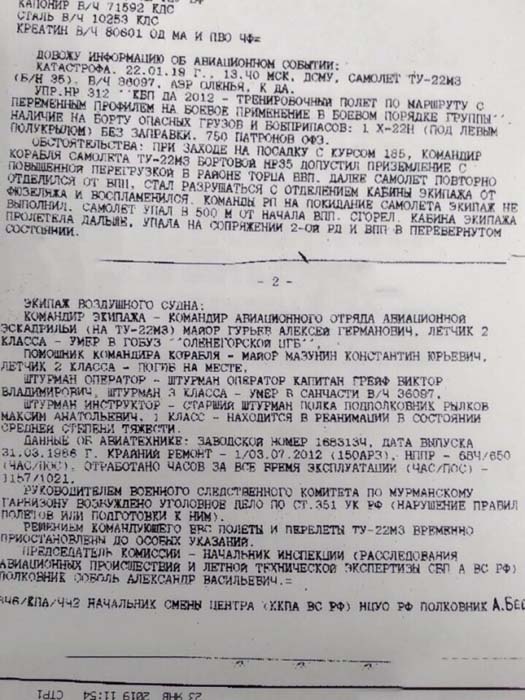 КАПОНИР В/Ч 71592 КЛС
СТАЛЬ В/Ч 10253 КЛС
КРЕАТИН В/Ч 80601 ОД МА И ПВО ЧФ=
ДОВОЖУ ИНФОРМАЦИЮ ОБ АВИАЦИОННОМ СОБЫТИИ:
КАТАСТРОФА. 22.01.19 Г., 13.40 МСК, ДСМУ, САМОЛЕТ ТУ-22М3
(Б/Н 35), В/Ч 36097, АЭР ОЛЕНЬЯ, К ДА.
УПР.НР 312 "КБП ДА 2012 - ТРЕНИРОВОЧНЫЙ ПОЛЕТ ПО МАРШРУТУ С
ПЕРЕМЕННЫМ ПРОФИЛЕМ НА БОЕВОЕ ПРИМЕНЕНИЕ В БОЕВОМ ПОРЯДКЕ ГРУППЫ"
НАЛИЧИЕ НА БОРТУ ОПАСНЫХ ГРУЗОВ И БОЕПРИПАСОВ: 1 Х-22Н (ПОД ЛЕВЫМ
ПОЛУКРЫЛОМ) БЕЗ ЗАПРАВКИ. 750 ПАТРОНОВ ОФЗ.
ОБСТОЯТЕЛЬСТВА: ПРИ ЗАХОДЕ НА ПОСАДКУ С КУРСОМ 185, КОМАНДИР
КОРАБЛЯ САМОЛЕТА ТУ-22М3 БОРТОВОЙ НР35 ДОПУСТИЛ ПРИЗЕМЛЕНИЕ С
ПОВЫШЕННОЙ ПЕРЕГРУЗКОЙ В РАЙОНЕ ТОРЦА ВПП. ДАЛЕЕ САМОЛЕТ ПОВТОРНО
ОТДЕЛИЛСЯ ОТ ВПП, СТАЛ РАЗРУШАТЬСЯ С ОТДЕЛЕНИЕМ КАБИНЫ ЭКИПАЖА ОТ
ФЮЗЕЛЯЖА И ВОСПЛАМЕНИЛСЯ. КОМАНДЫ РП НА ПОКИДАНИЕ САМОЛЕТА ЭКИПАЖ НЕ
ВЫПОЛНИЛ. САМОЛЕТ УПАЛ В 500 М ОТ НАЧАЛА ВПП. СГОРЕЛ. КАБИНА ЭКИПАЖА
ПРОЛЕТЕЛА ДАЛЬШЕ, УПАЛА НА СОПРЯЖЕНИИ 2-ОЙ РД И ВПП В ПЕРЕВЕРНУТОМ
СОСТОЯНИИ.
- 2 -
ЭКИПАЖ ВОЗДУШНОГО СУДНА:
КОМАНДИР ЭКИПАЖА - КОМАНДИР АВИАЦИОННОГО ОТРЯДА АВИАЦИОННОЙ
ЭСКАДРИЛЬИ (НА ТУ-22М3) МАЙОР ГУРЬЕВ АЛЕКСЕЙ ГЕРМАНОВИЧ, ЛЕТЧИК 2
КЛАССА - УМЕР В ГОБУЗ "ОЛЕНЕГОРСКОЙ ЦГБ",
ПОМОШНИК КОМАНДИРА КОРАБЛЯ - МАЙОР МАЗУНИН КОНСТАНТИН ЮРЬЕВИЧ,
ЛЕТЧИК 2 КЛАССА - ПОГИБ НА МЕСТЕ.
ШТУРМАН ОПЕРАТОР - ШТУРМАН ОПЕРАТОР КАПИТАН ГРЕЙФ ВИКТОР
ВЛАДИМИРОВИЧ, ШТУРМАН 3 КЛАССА - УМЕР В САНЧАСТИ В/Ч 36097.
ШТУРМАН ИНСТРУКТОР - СТАРШИЙ ШТУРМАН ПОЛКА ПОДПОЛКОВНИК РЫЛКОВ
МАКСИМ АНАТОЛЬЕВИЧ, 1 КЛАСС - НАХОДИТСЯ В РЕАНИМАЦИИ В СОСТОЯНИИ
СРЕДНЕЙ СТЕПЕНИ ТЯЖЕСТИ.
ДАННЫЕ ОБ АВИАТЕХНИКЕ: ЗАВОДСКОЙ НОМЕР 1683134, ДАТА ВЫПУСКА
31.03.1986 Г. КРАЙНИЙ РЕМОНТ - 1/03.07.2012 (150АРЗ). НППР - 684/650
(ЧАС/ПОС). ОТРАБОТАНО ЧАСОВ ЗА ВСЕ ВРЕМЯ ЭКСПЛУАТАЦИИ (ЧАС/ПОС) -
1157/1021.
РУКОВОДИТЕЛЕМ ВОЕННОГО СЛЕДСТВЕННОГО КОМИТЕТА ПО МУРМАНСКОМУ
ГАРНИЗОНУ ВОЗБУЖДЕНО УГОЛОВНОЕ ДЕЛО ПО СТ.351 УК РФ (НАРУШЕНИЕ ПРАВИЛ
ПОЛЕТОВ ИЛИ ПОДГОТОВКИ К НИМ).
РЕШЕНИЕМ КОМАНДУЮЩЕГО ВВС ПОЛЕТЫ И ПЕРЕЛЕТЫ ТУ-22М3 ВРЕМЕННО
ПРИОСТАНОВЛЕНЫ ДО ОСОБЫХ УКАЗАНИЙ.
ПРЕДСЕДАТЕЛЬ КОМИССИИ - НАЧАЛЬНИК ИНСПЕКЦИИ (РАССЛЕДОВАНИЯ
АВИАЦИОННЫХ ПРОИСШЕСТВИЙ И ЛЕТНОЙ ТЕХНИЧЕСКОЙ ЭКСПЕРТИЗЫ СБП А ВС РФ)
ПОЛКОВНИК СОБОЛЬ АЛЕКСАНДР ВАСИЛЬЕВИЧ.=
/КПА/ЧЧ2 НАЧАЛЬНИК СМЕНЫ ЦЕНТРА (ККПА ВС РФ) НЦУО РФ ПОЛКОВНИК А.БЕС
23 ЯНВ 2019 11:54 СТР1